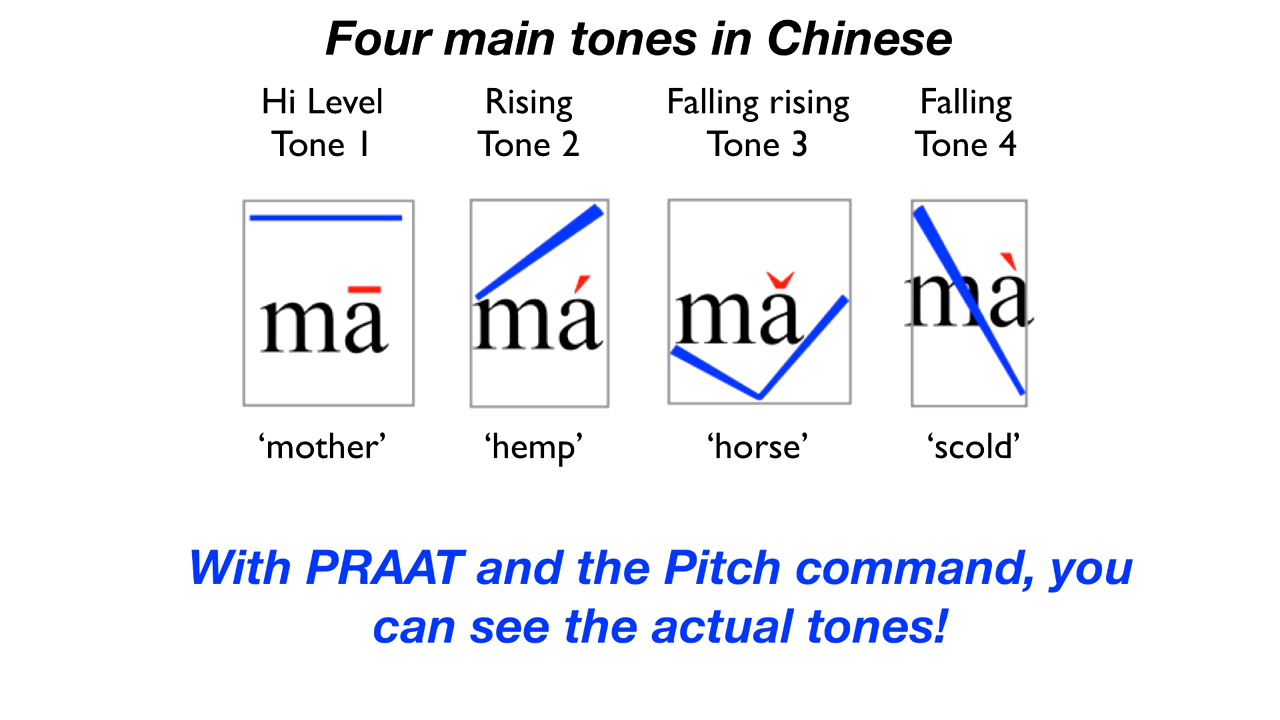 Four main tones in Chinese
Hi Level Rising Falling rising Falling
Tone 1 Tone 2 Tone 3 Tone 4
mā má mǎ mà
‘mother’ ‘hemp’ ‘horse’ ‘scold’
With PRAAT and the Pitch command, you
can see the actual tones!